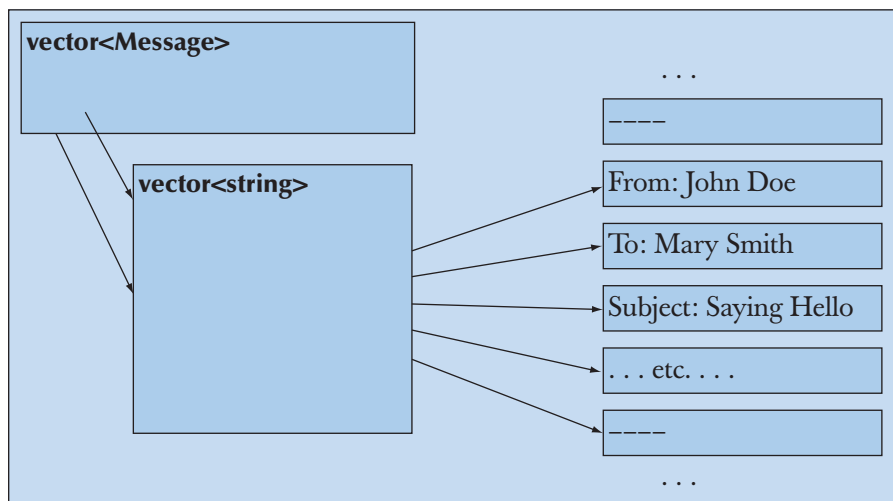 vector<Message>
vector<string>
. . .
––––
From: John Doe
To: Mary Smith
Subject: Saying Hello
. . . etc. . . .
––––
. . .